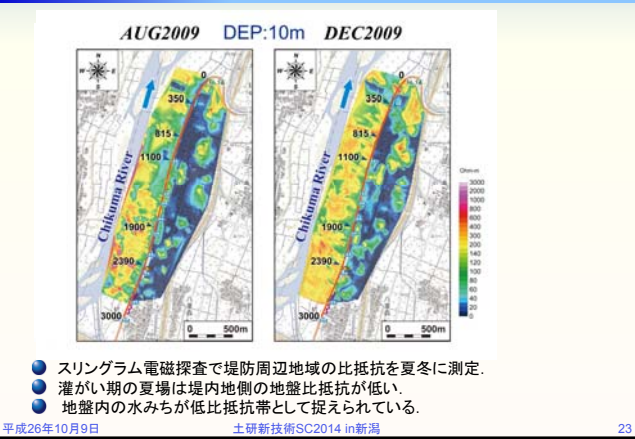 AUG2009 DEP:10m DEC2009
N
W E
S
0
350
815
1100
1900
2390
3000
Chikuma River
0 500m
N
W E
S
0
350
815
1100
1900
2390
3000
Chikuma River
0 500m
Ohm-m
3000
2000
1000
800
600
400
300
200
140
120
100
80
60
40
20
0
スリングラム電磁探査で堤防周辺地域の比抵抗を夏冬に測定.
灌がい期の夏場は堤内地側の地盤比抵抗が低い.
地盤内の水みちが低比抵抗帯として捉えられている.
平成26年10月9日 土研新技術SC2014 in新潟 23